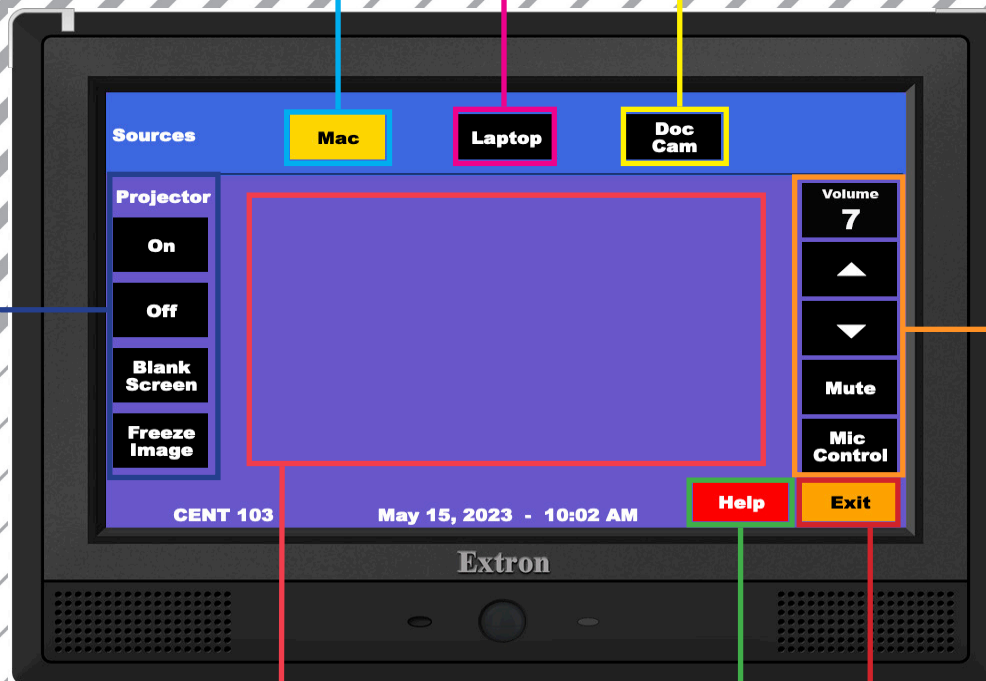 Sources
Mac
Laptop
Doc
Cam
Projector
On
Off
Blank
Screen
Freeze
Image
Volume
7
Mute
Mic
Control
CENT 103
May 15, 2023 - 10:02 AM
Help
Exit
Extron